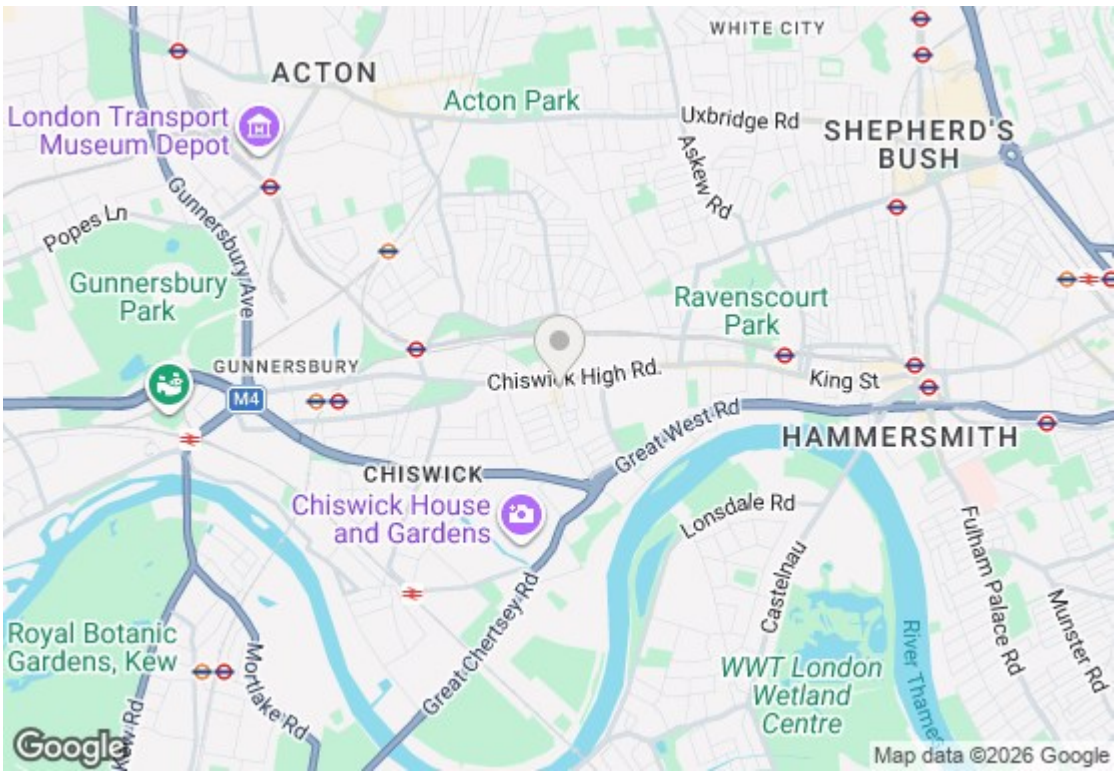 WHITE CITY
ACTON
Acton Park
London Transport
Museum Depot
Uxbridge Rd
SHEPHERD'S
BUSH
Askew Rd
Gunnersbury Ave
Popes Ln
Gunnersbury
Park
Ravenscourt
Park
GUNNERSBURY
Chiswick High Rd.
King St
M4
Great West Rd
HAMMERSMITH
CHISWICK
Chiswick House
and Gardens
Lonsdale Rd
Fulham Palace Rd
Castelnau
Munster Rd
Great Chertsey Rd
Royal Botanic
Gardens, Kew
Mortlake Rd
River Thames
WWT London
Wetland
Centre
Kew Rd
Google
Map data ©2026 Google